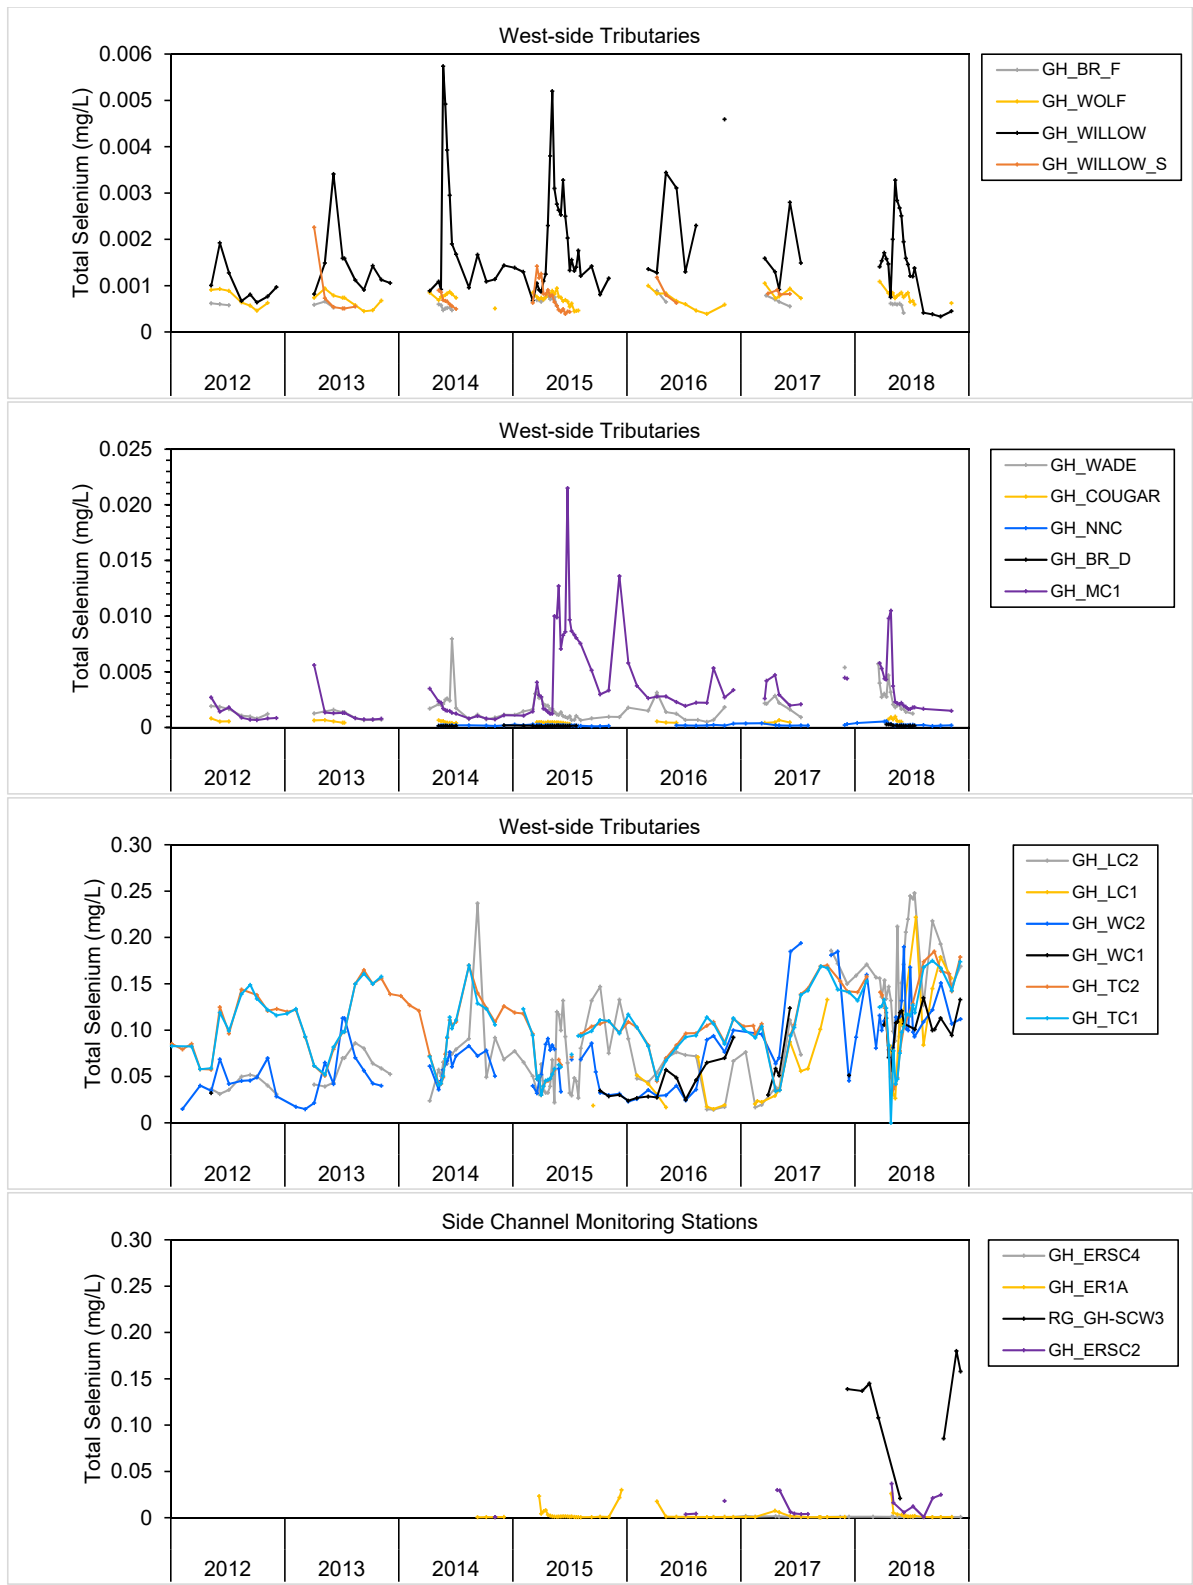 West-side Tributaries
Total Selenium (mg/L)
0.006
0.005
0.004
0.003
0.002
0.001
0
2012 2013 2014 2015 2016 2017 2018
GH_BR_F
GH_WOLF
GH_WILLOW
GH_WILLOW_S
West-side Tributaries
Total Selenium (mg/L)
0.025
0.020
0.015
0.010
0.005
0
2012 2013 2014 2015 2016 2017 2018
GH_WADE
GH_COUGAR
GH_NNC
GH_BR_D
GH_MC1
West-side Tributaries
Total Selenium (mg/L)
0.30
0.25
0.20
0.15
0.10
0.05
0
2012 2013 2014 2015 2016 2017 2018
GH_LC2
GH_LC1
GH_WC2
GH_WC1
GH_TC2
GH_TC1
Side Channel Monitoring Stations
Total Selenium (mg/L)
0.30
0.25
0.20
0.15
0.10
0.05
0
2012 2013 2014 2015 2016 2017 2018
GH_ERSC4
GH_ER1A
RG_GH-SCW3
GH_ERSC2